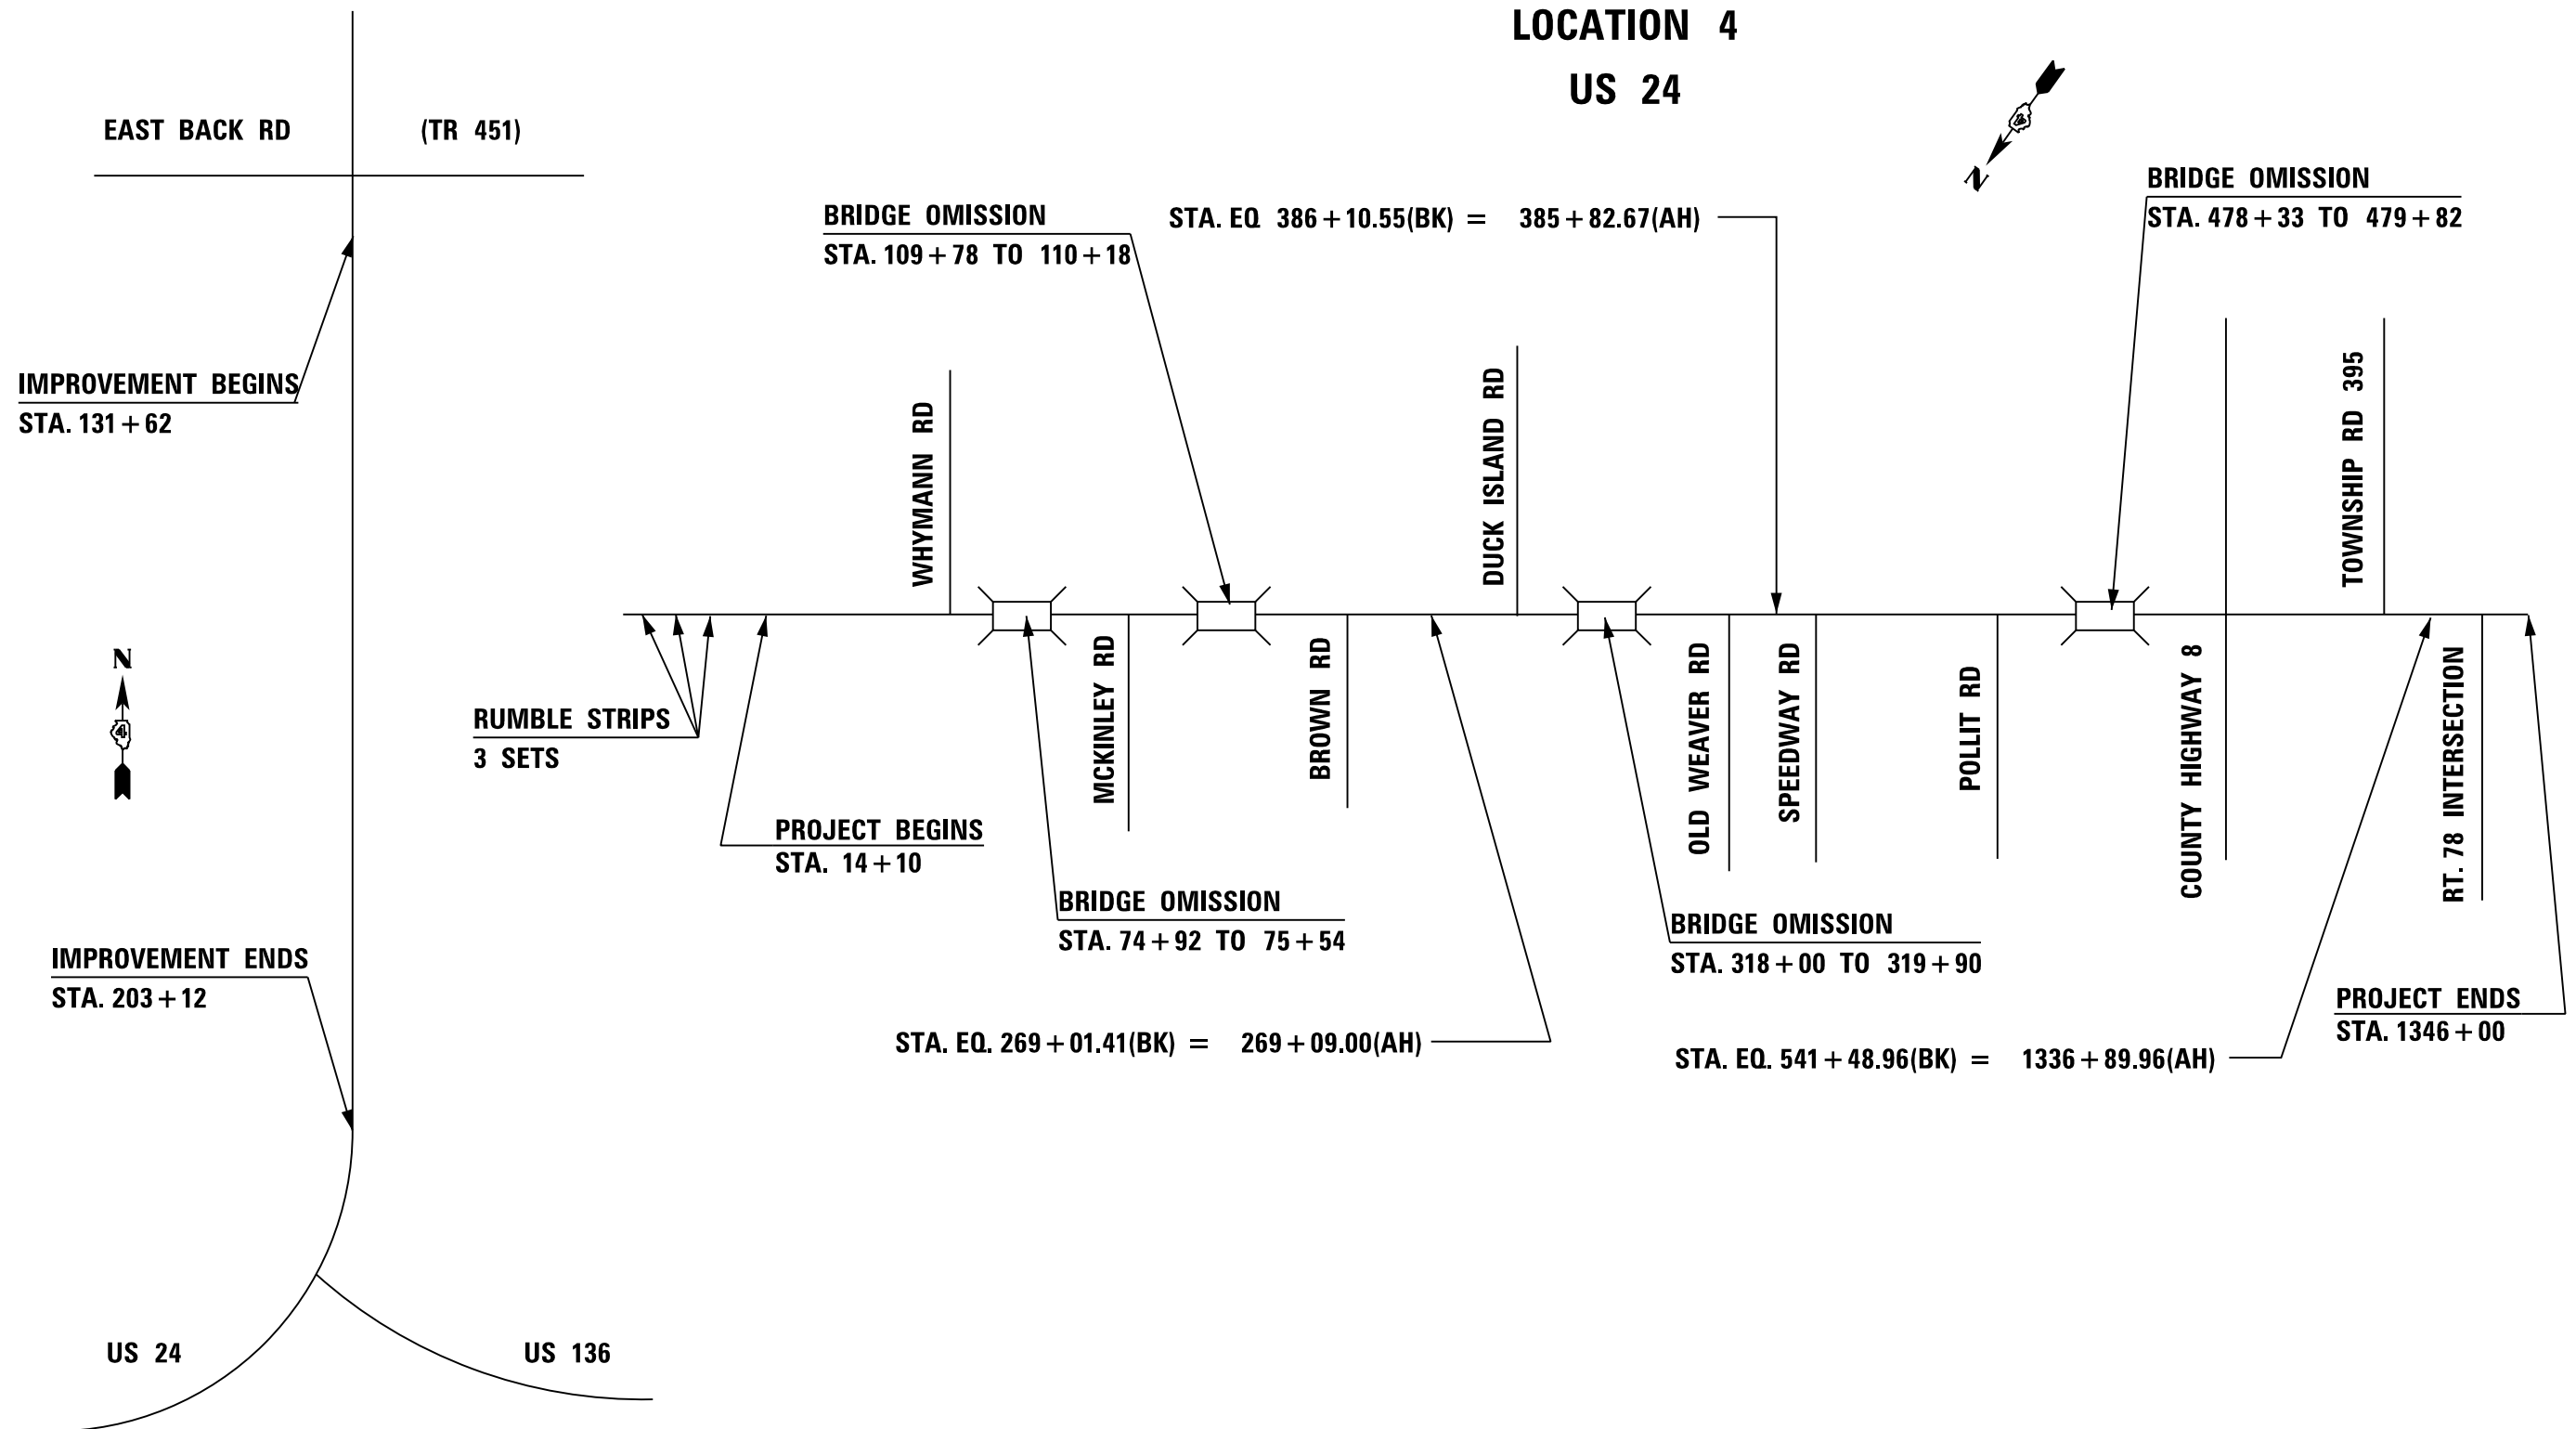 LOCATION 4
US 24
EAST BACK RD (TR 451)
IMPROVEMENT BEGINS
STA. 131+62
N
4
IMPROVEMENT ENDS
STA. 203+12
US 24
US 136
N
4
BRIDGE OMISSION
STA. 109+78 TO 110+18
STA. EQ 386+10.55(BK) = 385+82.67(AH)
BRIDGE OMISSION
STA. 478+33 TO 479+82
WHYMANN RD
DUCK ISLAND RD
TOWNSHIP RD 395
RUMBLE STRIPS
3 SETS
MCKINLEY RD
BROWN RD
OLD WEAVER RD
SPEEDWAY RD
POLLIT RD
COUNTY HIGHWAY 8
RT. 78 INTERSECTION
PROJECT BEGINS
STA. 14+10
BRIDGE OMISSION
STA. 74+92 TO 75+54
BRIDGE OMISSION
STA. 318+00 TO 319+90
PROJECT ENDS
STA. 1346+00
STA. EQ. 269+01.41(BK) = 269+09.00(AH)
STA. EQ. 541+48.96(BK) = 1336+89.96(AH)